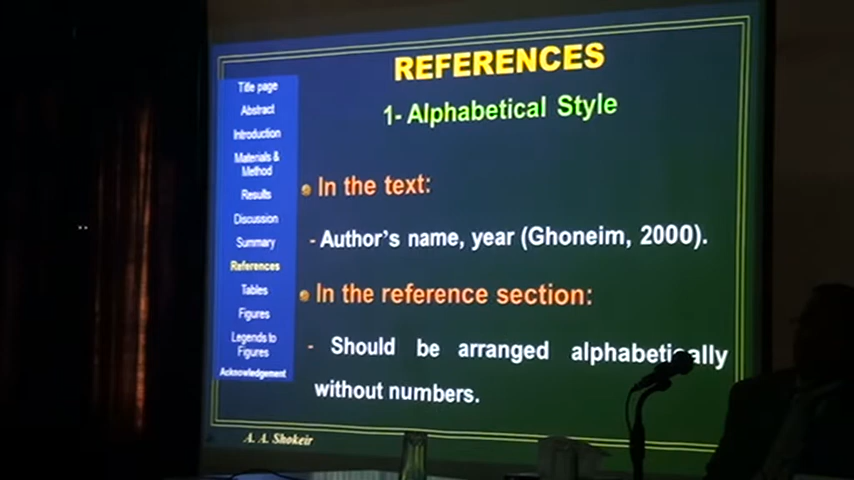 REFERENCES
1- Alphabetical Style
Title page
Abstract
Introduction
Materials &
Method
Results
Discussion
Summary
References
Tables
Figures
Legends to
Figures
Acknowledgement
In the text:
- Author's name, year (Ghoneim, 2000).
In the reference section:
- Should be arranged alphabetically
without numbers.
A. A. Shokeir